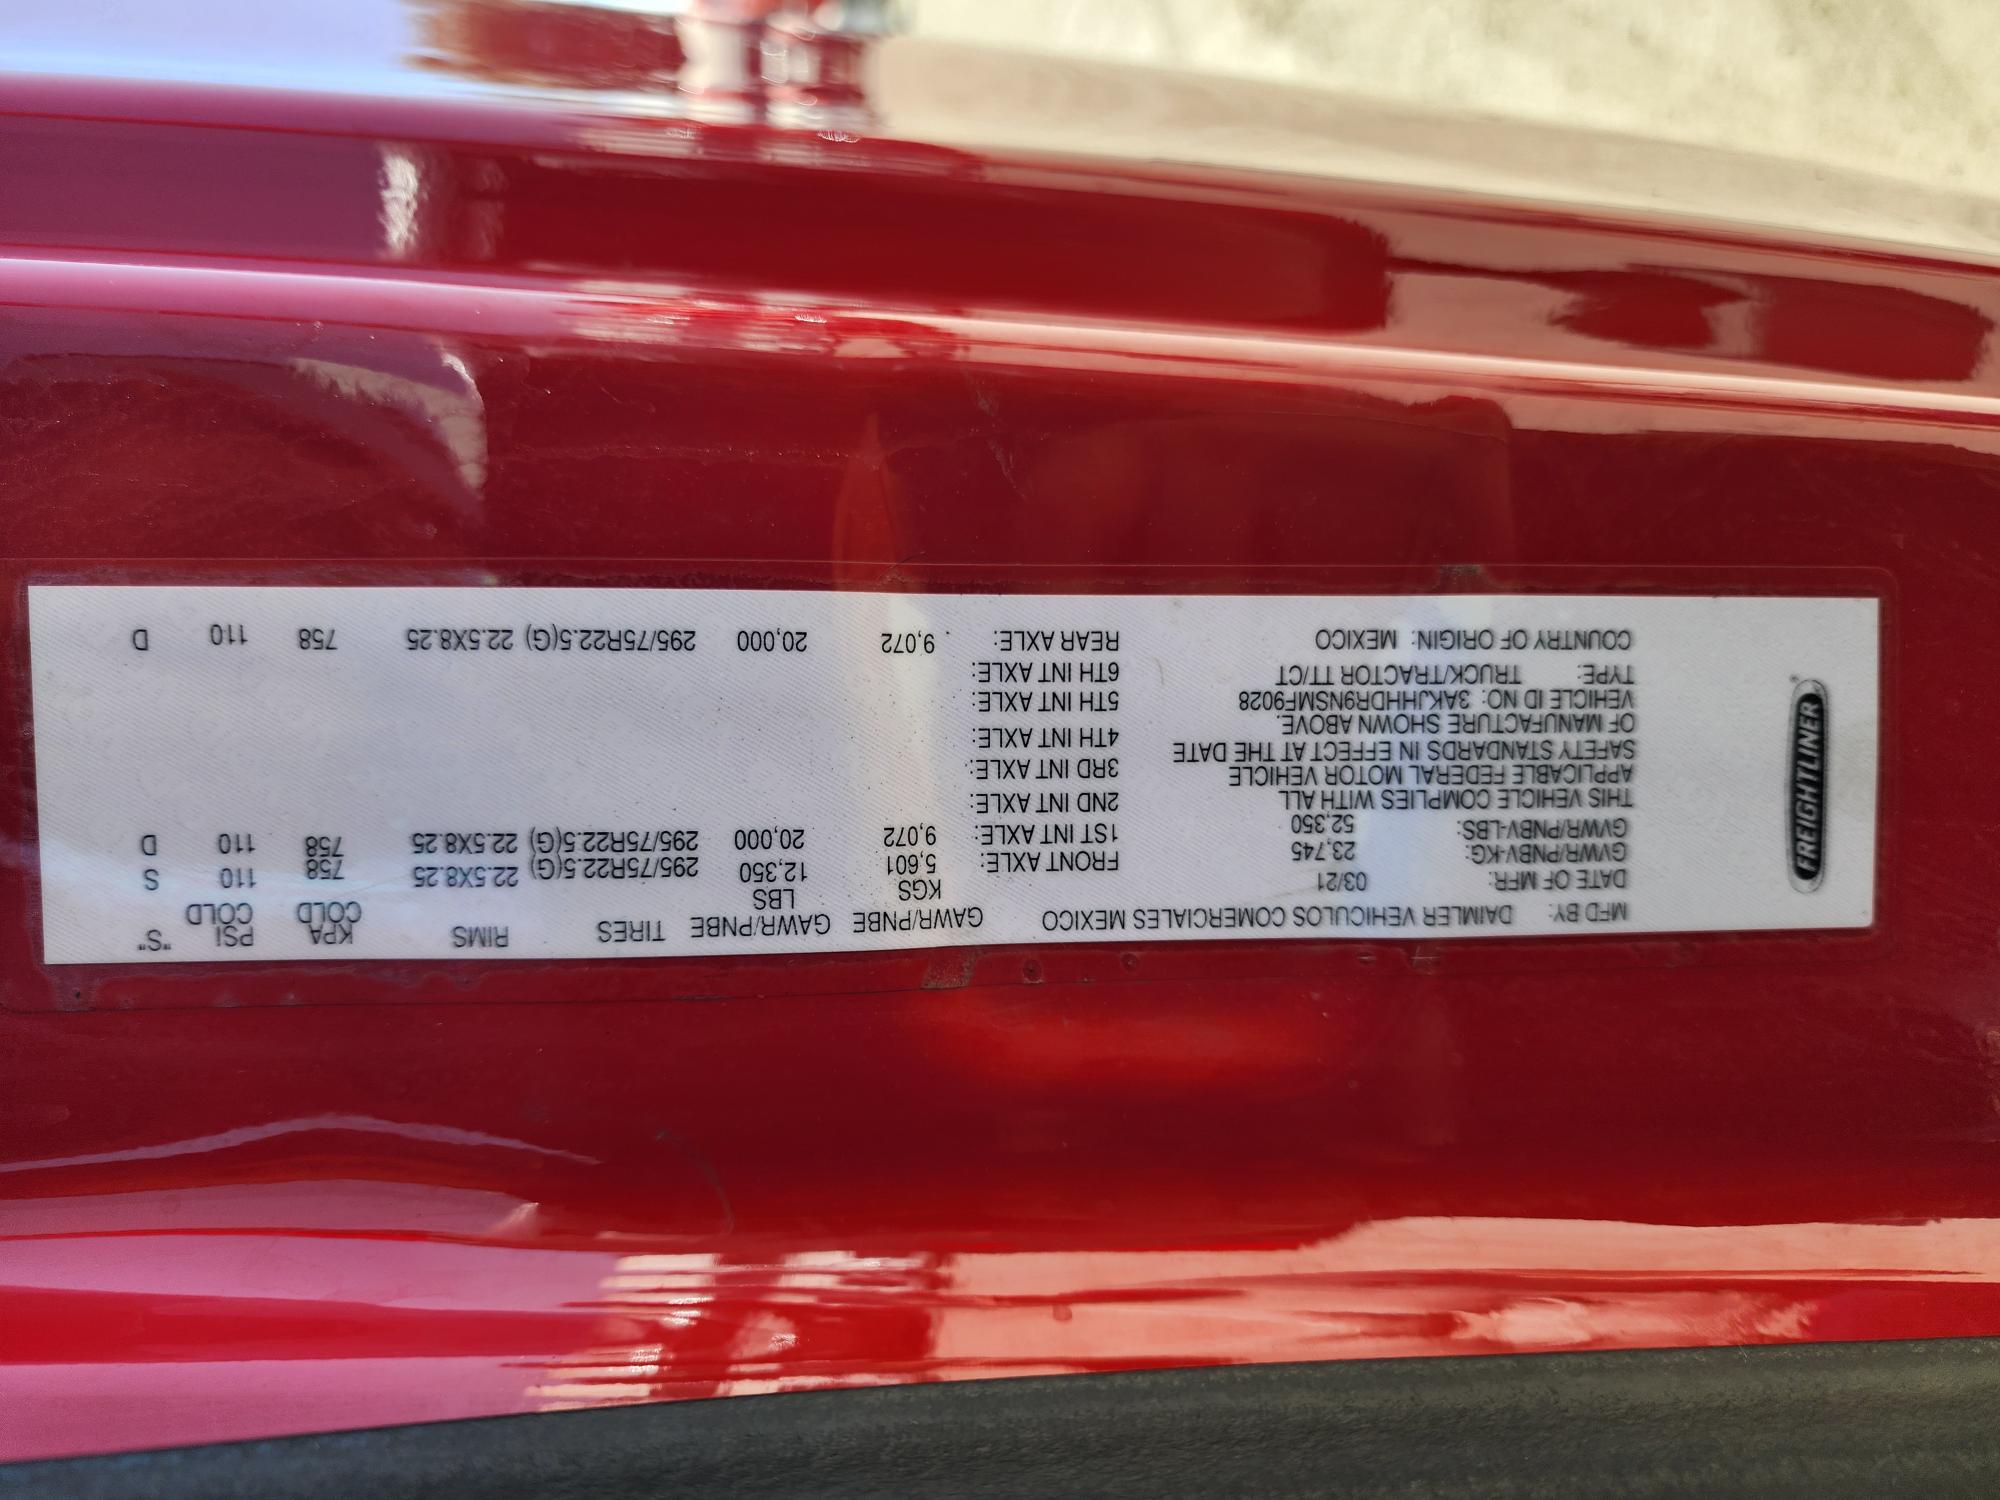 FREIGHTLINER
MFD BY: DAIMLER VEHICULOS COMERCIALES MEXICO
DATE OF MFR: 03/21
GVWR/PNBV-KG: 23,745
GVWR/PNBV-LBS: 52,350
THIS VEHICLE COMPLIES WITH ALL
APPLICABLE FEDERAL MOTOR VEHICLE
SAFETY STANDARDS IN EFFECT AT THE DATE
OF MANUFACTURE SHOWN ABOVE.
VEHICLE ID NO: 3AKJHHDR9NSMF9028
TYPE: TRUCK/TRACTOR TT/CT
COUNTRY OF ORIGIN: MEXICO
GAWR/PNBE GAWR/PNBE TIRES RIMS KPA PSI "S"
KGS LBS COLD COLD
FRONT AXLE: 5,601 12,350 295/75R22.5(G) 22.5X8.25 758 110 S
1ST INT AXLE: 9,072 20,000 295/75R22.5(G) 22.5X8.25 758 110 D
2ND INT AXLE:
3RD INT AXLE:
4TH INT AXLE:
5TH INT AXLE:
6TH INT AXLE:
REAR AXLE: 9,072 20,000 295/75R22.5(G) 22.5X8.25 758 110 D